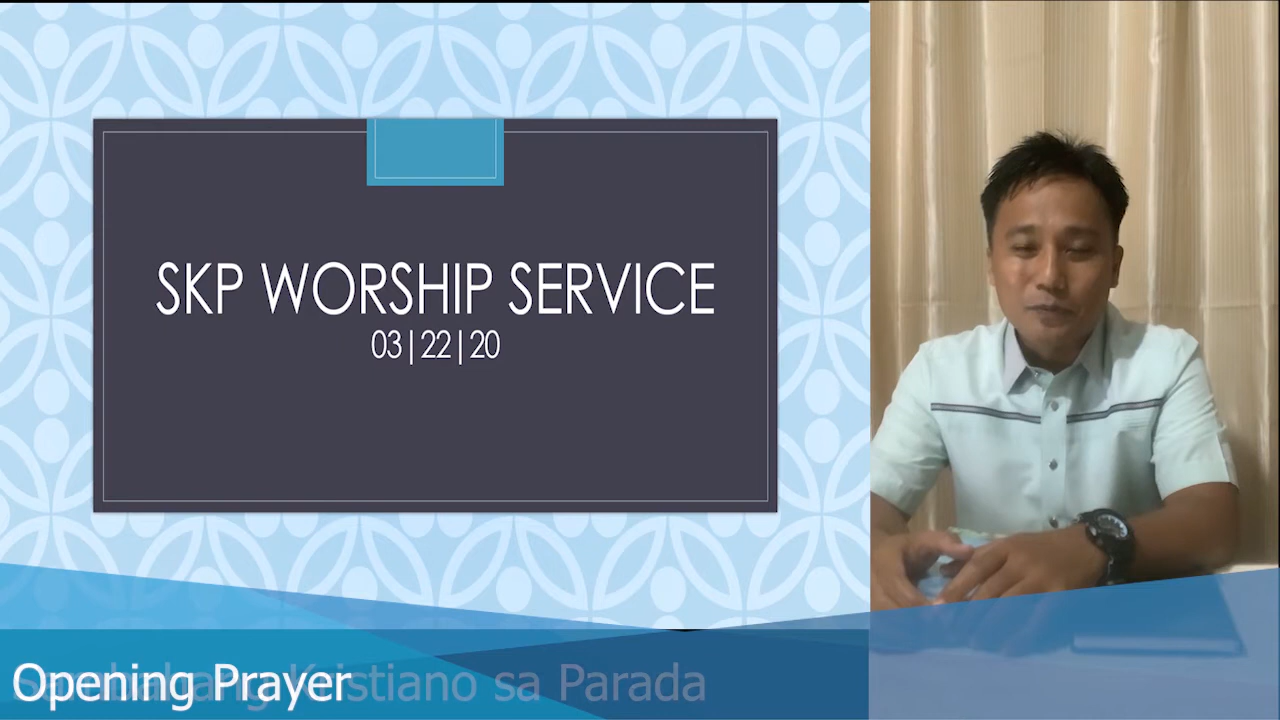 SKP WORSHIP SERVICE
03|22|20
Opening Prayer
Kristiano sa Parada